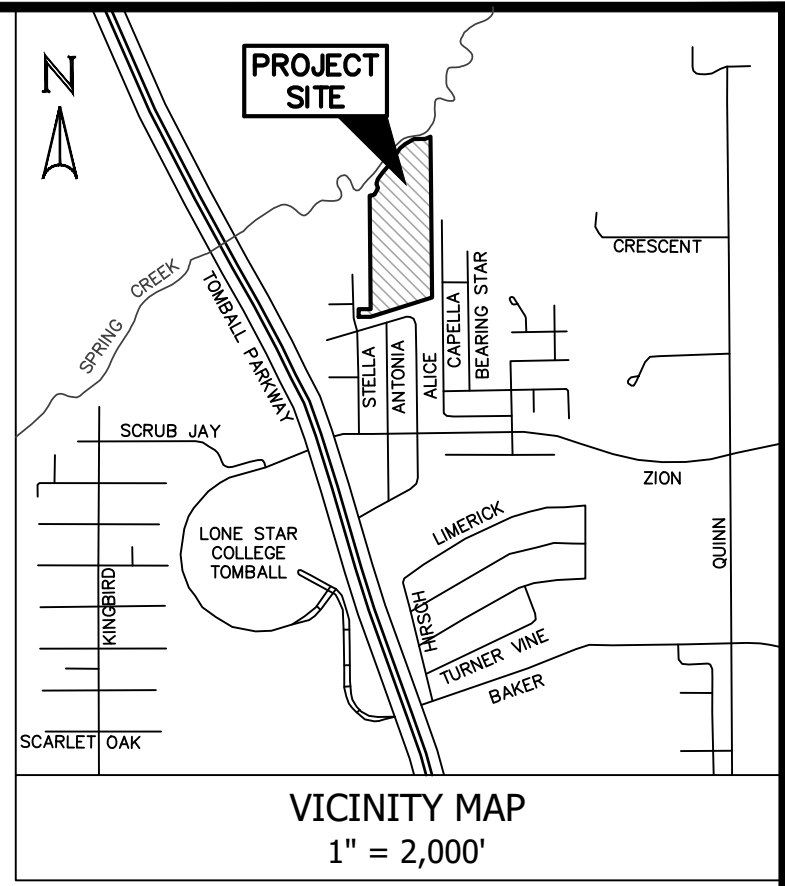 N
PROJECT
SITE
CRESCENT
SPRING CREEK
TOMBALL PARKWAY
STELLA
ANTONIA
ALICE
CAPELLA
BEARING STAR
SCRUB JAY
ZION
LONE STAR
COLLEGE
TOMBALL
LIMERICK
QUINN
KINGBIRD
HIRSCH
TURNER VINE
BAKER
SCARLET OAK
VICINITY MAP
1" = 2,000'